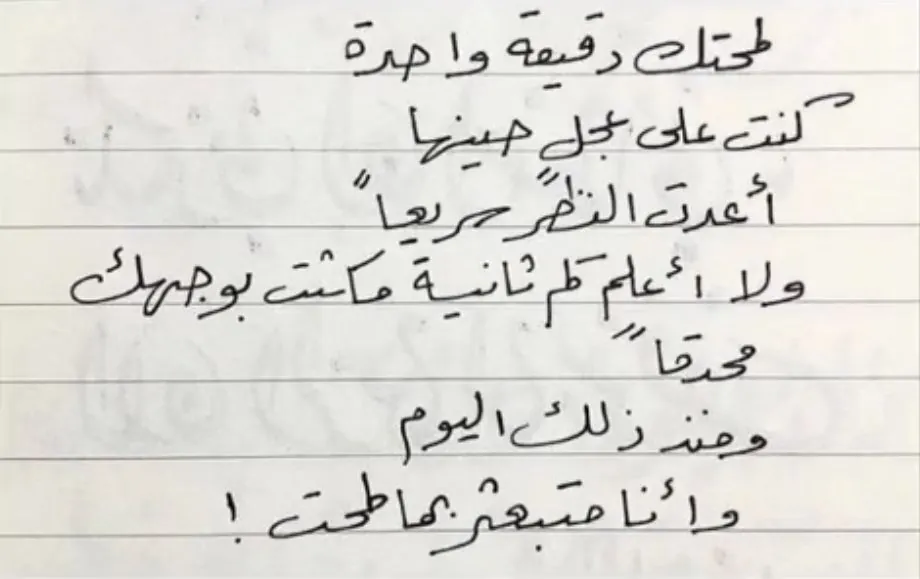 لمحتك دقيقة واحدة
كنت على عجل حينها
أعدت النظر سريعاً
ولا أعلم كم ثانية مكثت بوجهك
محدقاً
ومنذ ذلك اليوم
وأنا متبعثر بما لمحت !